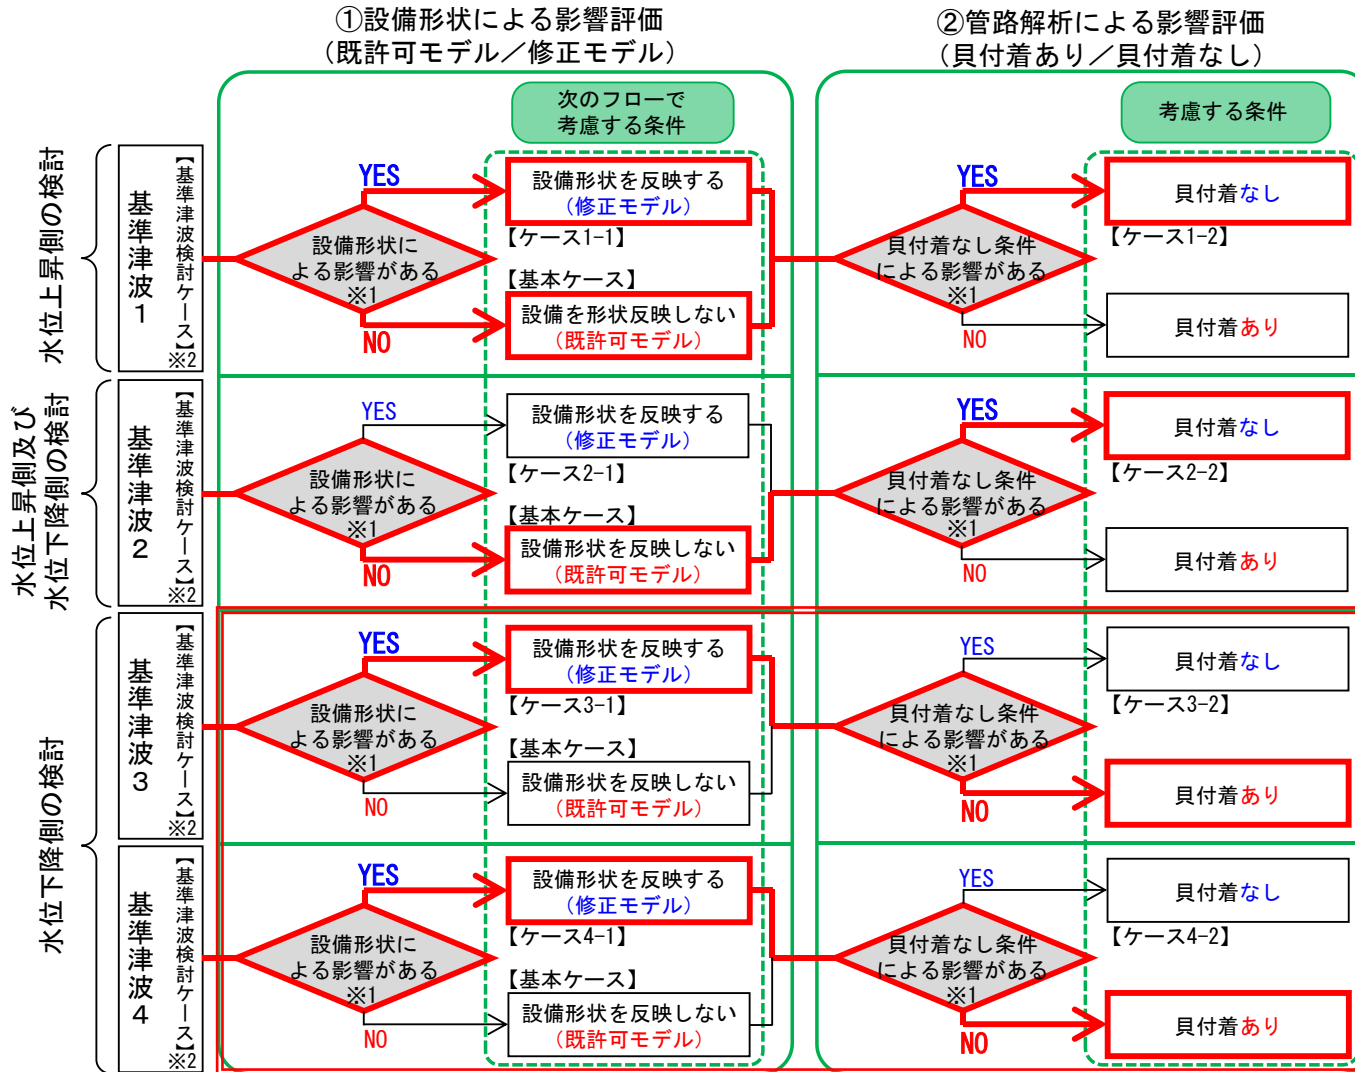 ①設備形状による影響評価
(既許可モデル／修正モデル)
②管路解析による影響評価
(貝付着あり／貝付着なし)
次のフローで
考慮する条件
考慮する条件
水位上昇側の検討
基準津波1
【基準津波検討ケース】※2
設備形状に
よる影響がある
※1
YES
設備形状を反映する
(修正モデル)
【ケース1-1】
【基本ケース】
NO
設備を形状反映しない
(既許可モデル)
貝付着なし条件
による影響がある
※1
YES
貝付着なし
【ケース1-2】
NO
貝付着あり
水位上昇側及び
水位下降側の検討
基準津波2
【基準津波検討ケース】※2
設備形状に
よる影響がある
※1
YES
設備形状を反映する
(修正モデル)
【ケース2-1】
【基本ケース】
NO
設備形状を反映しない
(既許可モデル)
貝付着なし条件
による影響がある
※1
YES
貝付着なし
【ケース2-2】
NO
貝付着あり
水位下降側の検討
基準津波3
【基準津波検討ケース】※2
設備形状に
よる影響がある
※1
YES
設備形状を反映する
(修正モデル)
【ケース3-1】
【基本ケース】
NO
設備形状を反映しない
(既許可モデル)
貝付着なし条件
による影響がある
※1
YES
貝付着なし
【ケース3-2】
NO
貝付着あり
基準津波4
【基準津波検討ケース】※2
設備形状に
よる影響がある
※1
YES
設備形状を反映する
(修正モデル)
【ケース4-1】
【基本ケース】
NO
設備形状を反映しない
(既許可モデル)
貝付着なし条件
による影響がある
※1
YES
貝付着なし
【ケース4-2】
NO
貝付着あり